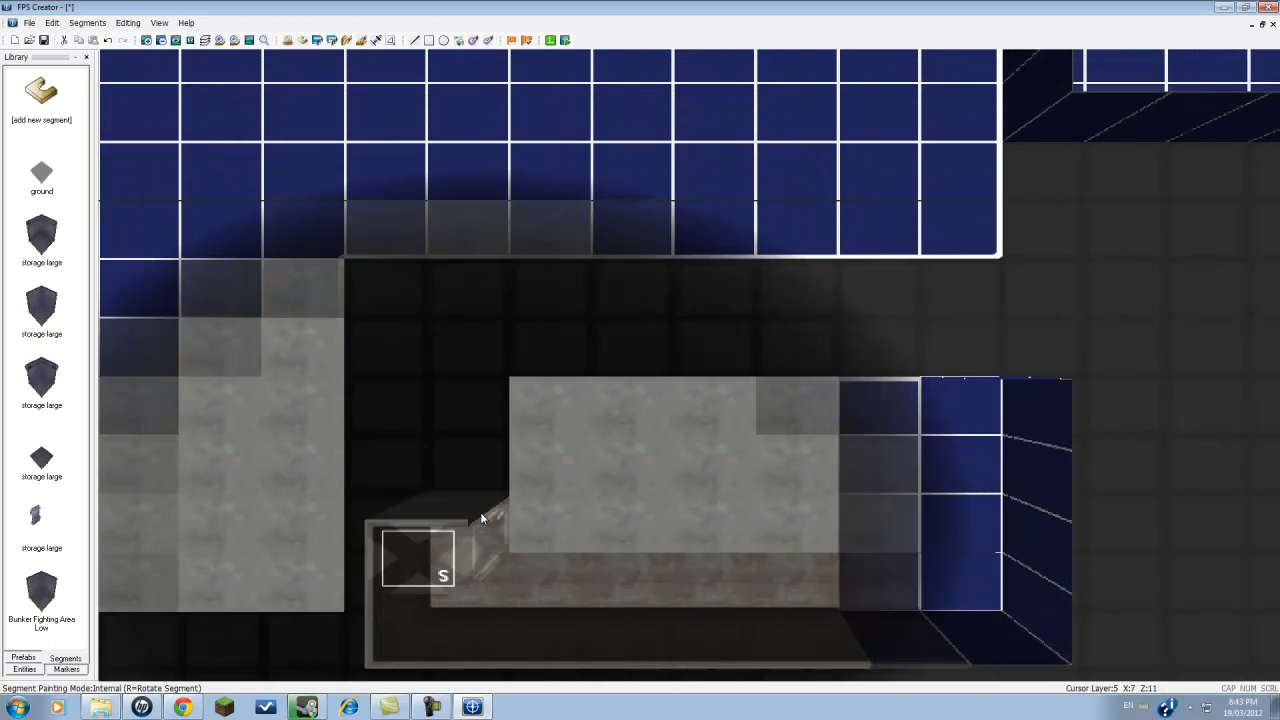 FPS Creator - [*]
File Edit Segments Editing View Help
Library
[add new segment]
ground
storage large
storage large
storage large
storage large
storage large
Bunker Fighting Area
Low
S
Prefabs Segments
Entities Markers
Segment Painting Mode:Internal (R=Rotate Segment)
Cursor Layer:5 X:7 Z:11
CAP NUM SCRL
EN
8:43 PM
19/03/2012